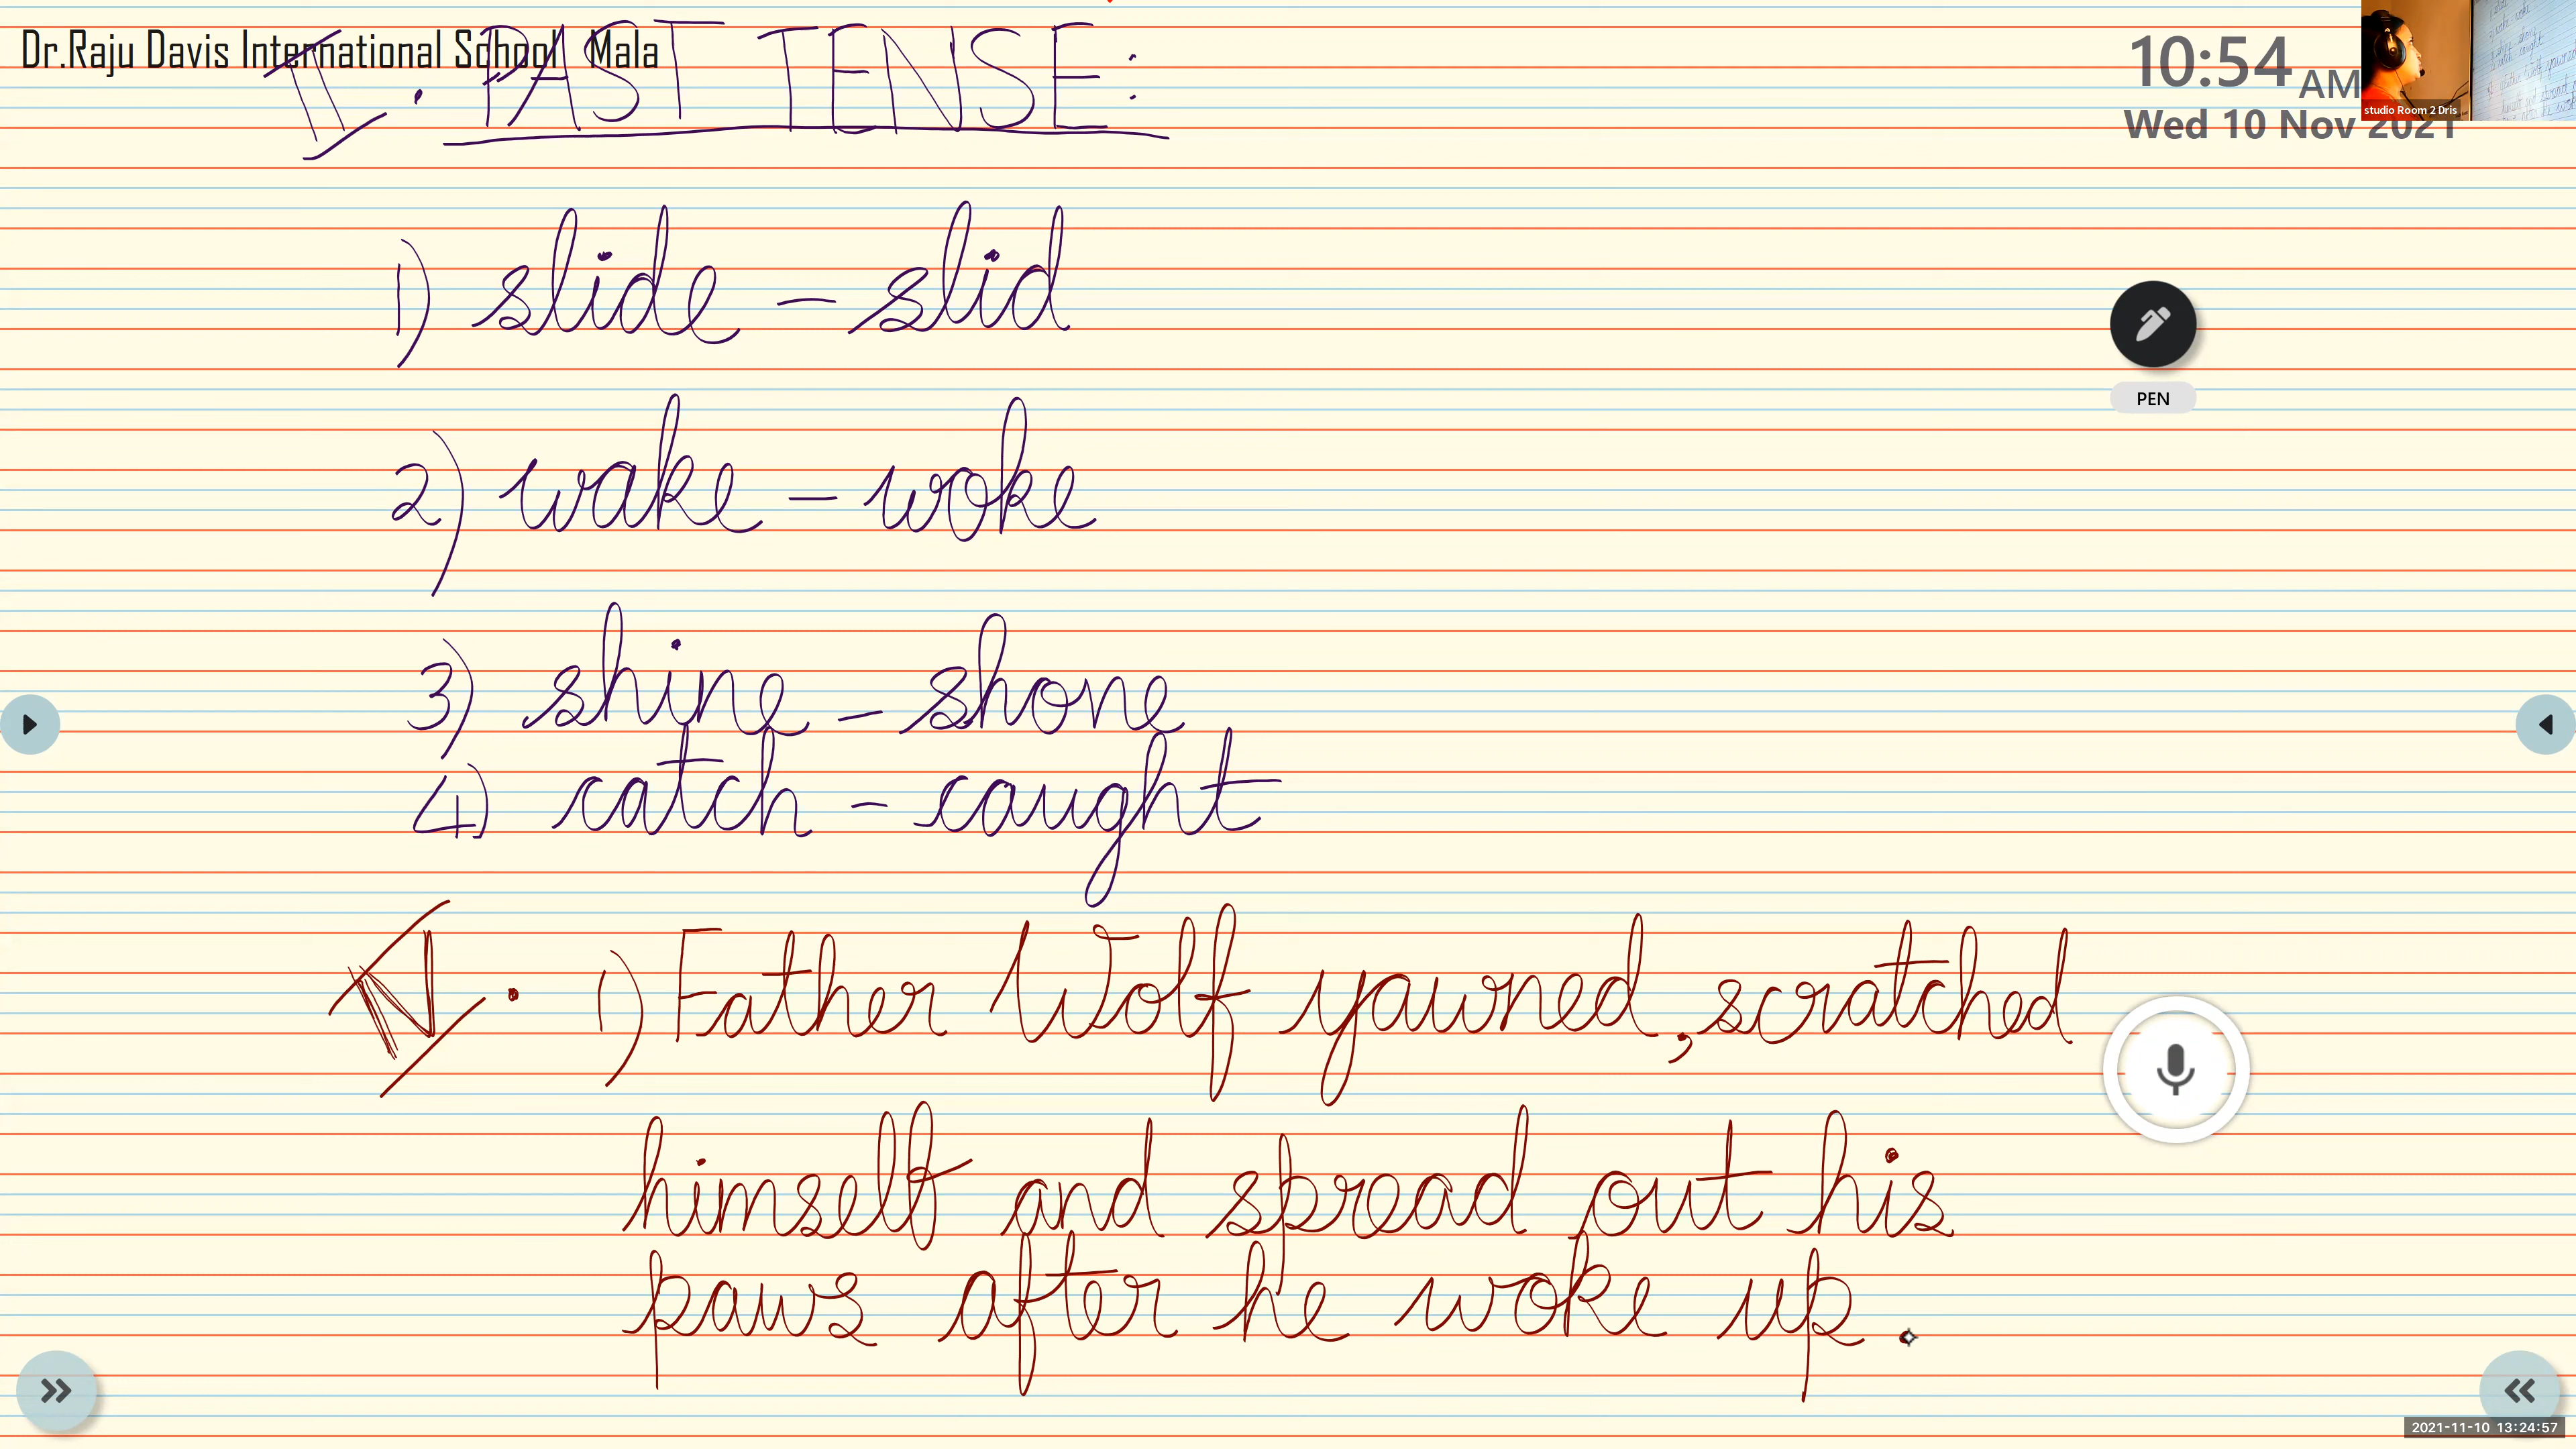 Dr.Raju Davis International School Mala
II. PAST TENSE:
10:54 AM
Wed 10 Nov 2021
studio Room 2 Dris
1) slide - slid
PEN
2) wake - woke
3) shine - shone
4) catch - caught
IV. 1) Father Wolf yawned, scratched
himself and spread out his
paws after he woke up.
2021-11-10 13:24:57